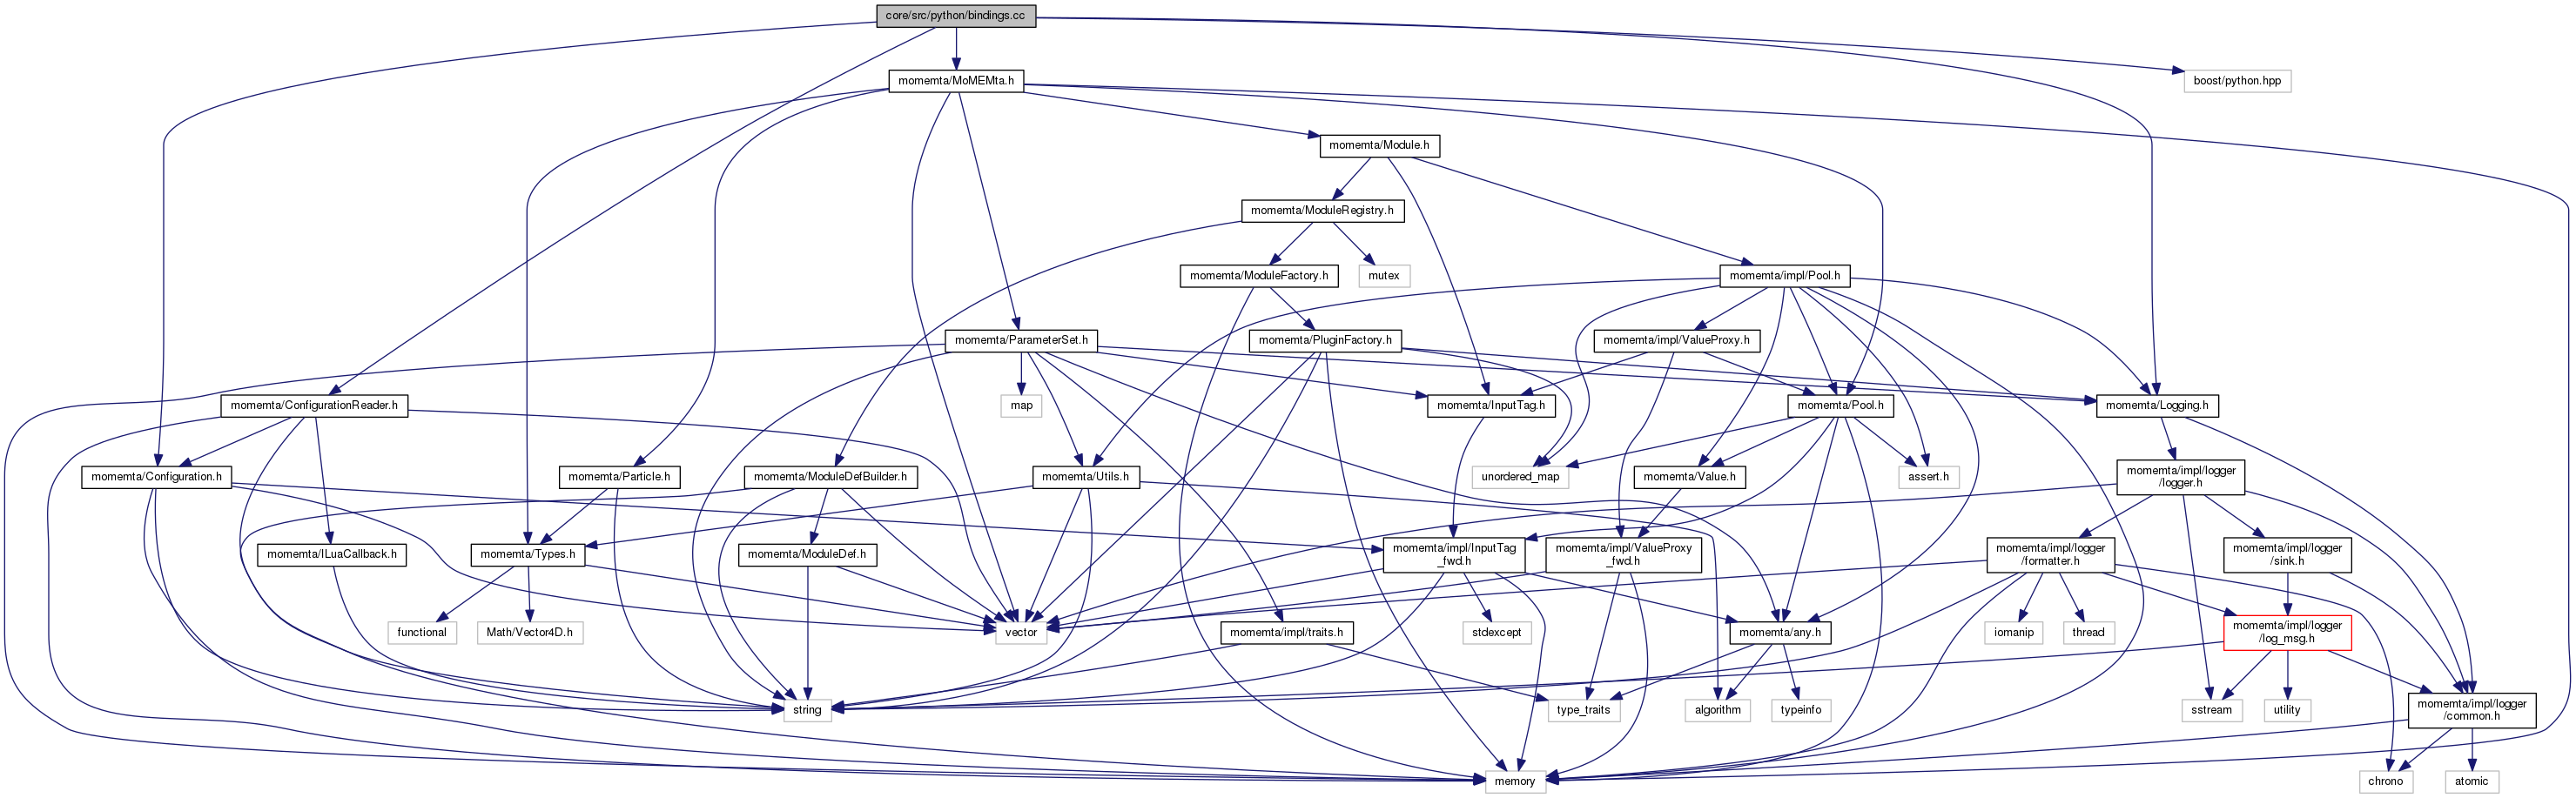 core/src/python/bindings.cc
momemta/MoMEMta.h
boost/python.hpp
momemta/Module.h
momemta/ModuleRegistry.h
momemta/ModuleFactory.h
mutex
momemta/impl/Pool.h
momemta/ParameterSet.h
momemta/PluginFactory.h
momemta/impl/ValueProxy.h
momemta/ConfigurationReader.h
map
momemta/InputTag.h
momemta/Pool.h
momemta/Logging.h
momemta/Configuration.h
momemta/Particle.h
momemta/ModuleDefBuilder.h
momemta/Utils.h
unordered_map
momemta/Value.h
assert.h
momemta/impl/logger
/logger.h
momemta/ILuaCallback.h
momemta/Types.h
momemta/ModuleDef.h
momemta/impl/InputTag
_fwd.h
momemta/impl/ValueProxy
_fwd.h
momemta/impl/logger
/formatter.h
momemta/impl/logger
/sink.h
functional
Math/Vector4D.h
vector
stdexcept
momemta/impl/traits.h
momemta/any.h
iomanip
thread
momemta/impl/logger
/log_msg.h
string
type_traits
algorithm
typeinfo
sstream
utility
momemta/impl/logger
/common.h
memory
chrono
atomic